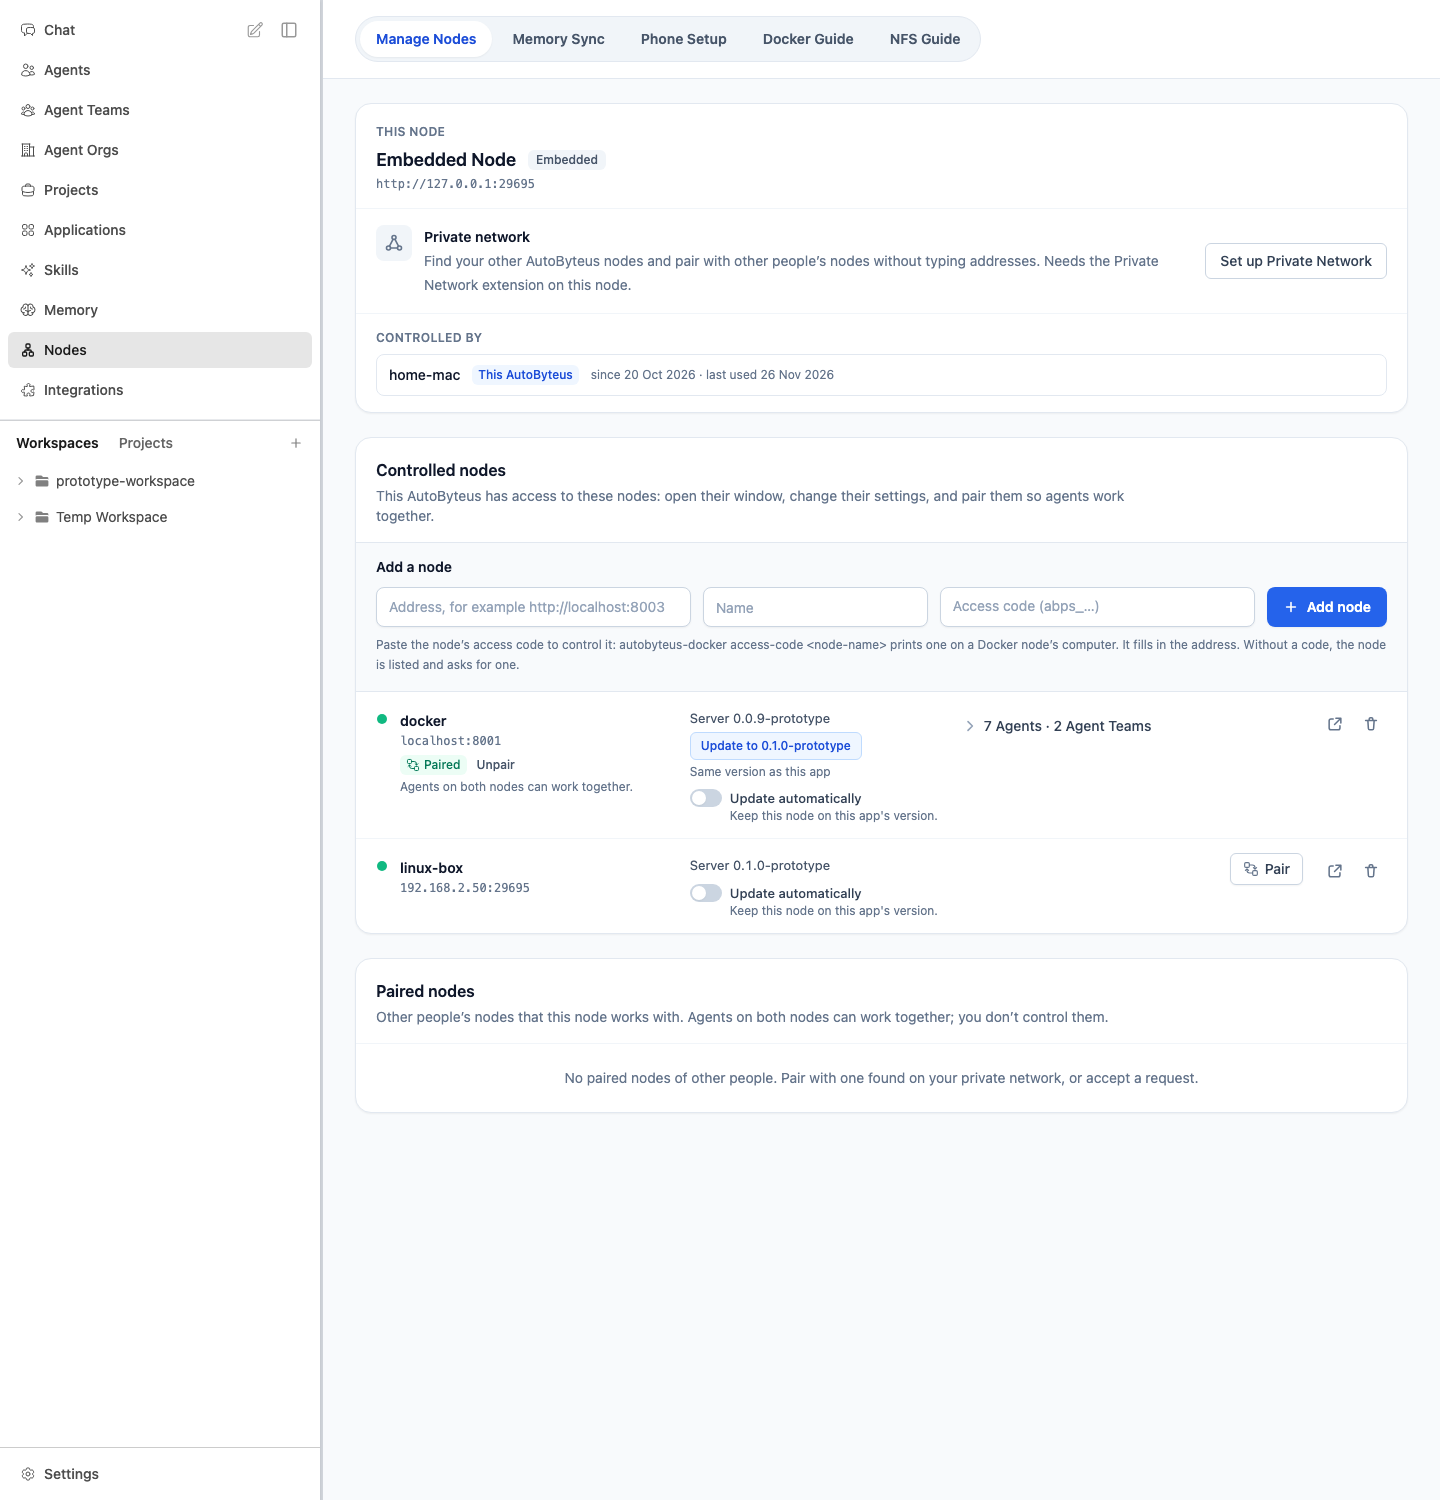 Chat
Agents
Agent Teams
Agent Orgs
Projects
Applications
Skills
Memory
Nodes
Integrations
Workspaces
Projects
prototype-workspace
Temp Workspace
Settings
Manage Nodes
Memory Sync
Phone Setup
Docker Guide
NFS Guide
THIS NODE
Embedded Node
Embedded
http://127.0.0.1:29695
Private network
Find your other AutoByteus nodes and pair with other people’s nodes without typing addresses. Needs the Private
Network extension on this node.
Set up Private Network
CONTROLLED BY
home-mac
This AutoByteus
since 20 Oct 2026 · last used 26 Nov 2026
Controlled nodes
This AutoByteus has access to these nodes: open their window, change their settings, and pair them so agents work
together.
Add a node
Address, for example http://localhost:8003
Name
Access code (abps_...)
Add node
Paste the node’s access code to control it: autobyteus-docker access-code <node-name> prints one on a Docker node’s computer. It fills in the address. Without a code, the node
is listed and asks for one.
docker
localhost:8001
Paired
Unpair
Agents on both nodes can work together.
Server 0.0.9-prototype
Update to 0.1.0-prototype
Same version as this app
Update automatically
Keep this node on this app's version.
7 Agents · 2 Agent Teams
linux-box
192.168.2.50:29695
Server 0.1.0-prototype
Update automatically
Keep this node on this app's version.
Pair
Paired nodes
Other people’s nodes that this node works with. Agents on both nodes can work together; you don’t control them.
No paired nodes of other people. Pair with one found on your private network, or accept a request.